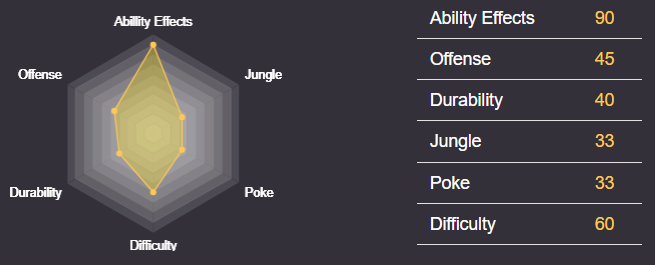 Abillity Effects
Offense
Jungle
Durability
Poke
Difficulty
Ability Effects 90
Offense 45
Durability 40
Jungle 33
Poke 33
Difficulty 60